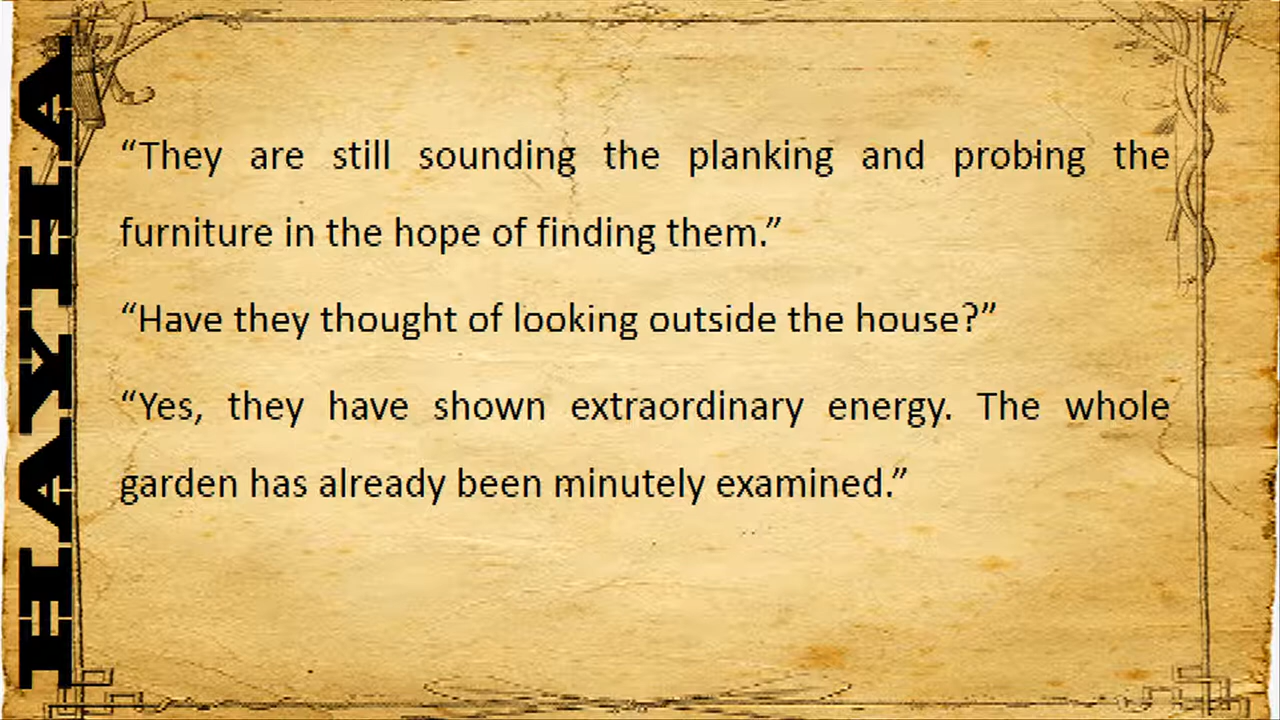 HAYHA
“They are still sounding the planking and probing the
furniture in the hope of finding them.”
“Have they thought of looking outside the house?”
“Yes, they have shown extraordinary energy. The whole
garden has already been minutely examined.”